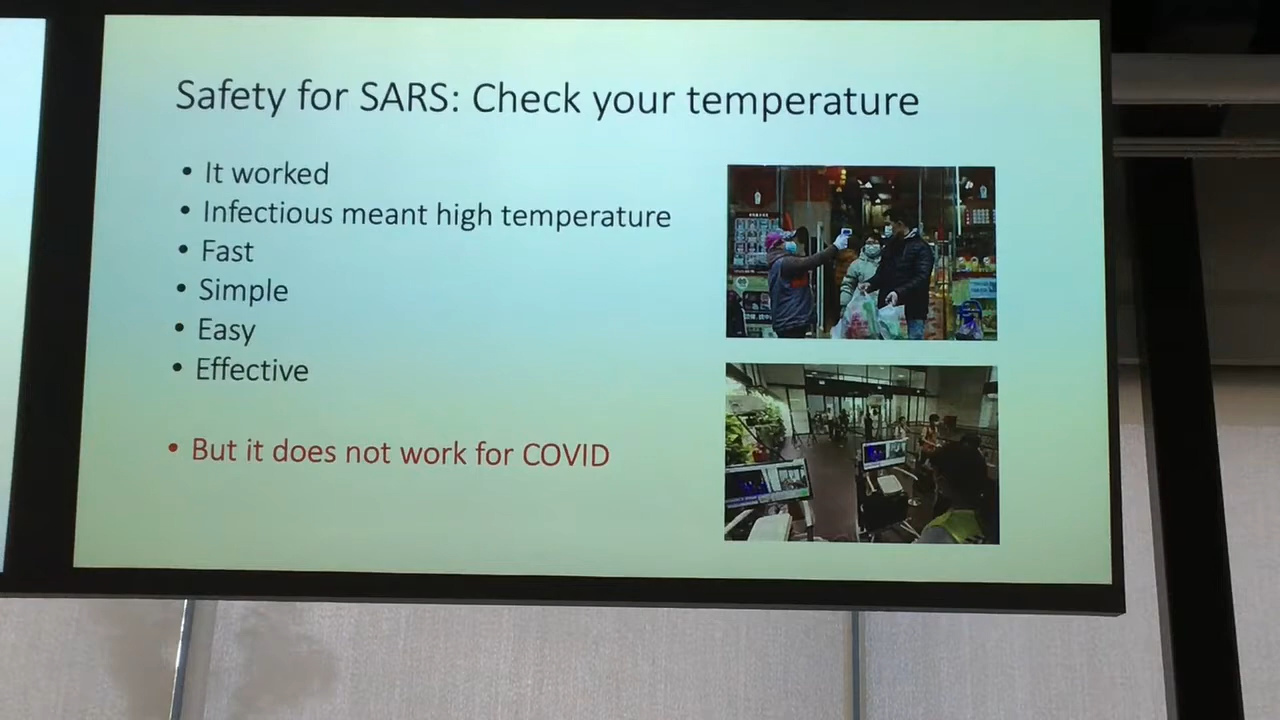 Safety for SARS: Check your temperature
• It worked
• Infectious meant high temperature
• Fast
• Simple
• Easy
• Effective
• But it does not work for COVID